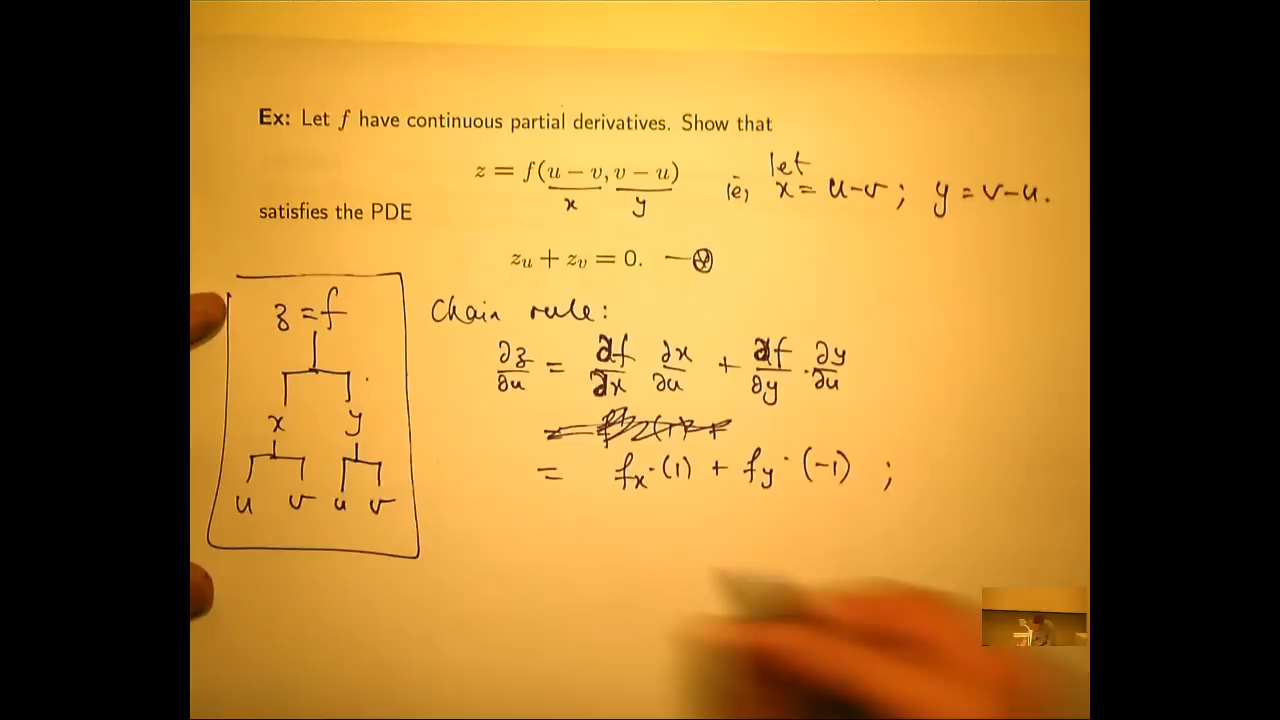 Ex: Let f have continuous partial derivatives. Show that
z = f(u − v, v − u)
x y
ie, let x = u-v ; y = v-u.
satisfies the PDE
z_u + z_v = 0. —⊛
z = f
x y
u v u v
Chain rule:
∂z/∂u = ∂f/∂x ∂x/∂u + ∂f/∂y · ∂y/∂u
= f_x·(1) + f_y·(-1) ;